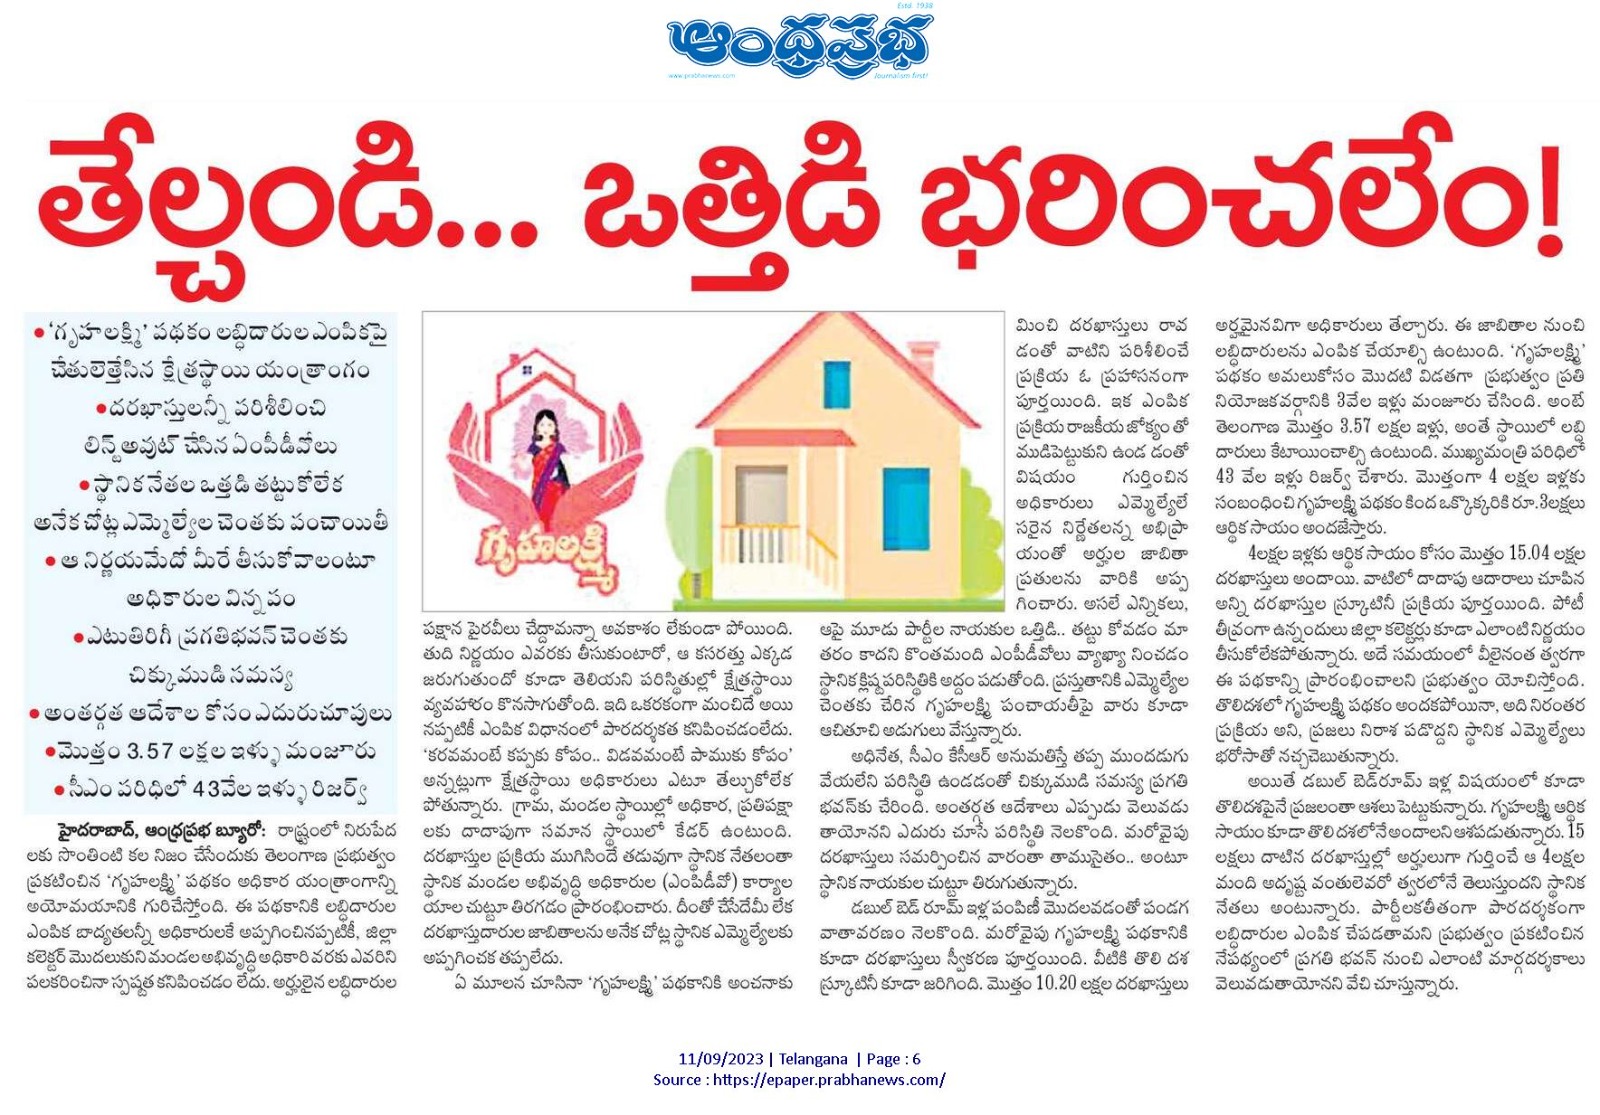 Estd. 1938
ఆంధ్రప్రభ
www.prabhanews.com
Journalism first!
తేల్చండి... ఒత్తిడి భరించలేం!
•‘గృహలక్ష్మి’ పథకం లబ్ధిదారుల ఎంపికపై
చేతులెత్తేసిన క్షేత్రస్థాయి యంత్రాంగం
•దరఖాస్తులన్నీ పరిశీలించి
లిస్ట్ అవుట్ చేసిన ఏంపీడీవోలు
•స్థానిక నేతల ఒత్తడి తట్టుకోలేక
అనేక చోట్ల ఎమ్మెల్యేల చెంతకు పంచాయితీ
• ఆ నిర్ణయమేదో మీరే తీసుకోవాలంటూ
అధికారుల విన్నపం
•ఎటుతిరిగీ ప్రగతిభవన్ చెంతకు
చిక్కుముడి సమస్య
•అంతర్గత ఆదేశాల కోసం ఎదురుచూపులు
•మొత్తం 3.57 లక్షల ఇళ్ళు మంజూరు
•సీఎం పరిధిలో 43వేల ఇళ్ళు రిజర్వ్
హైదరాబాద్, ఆంధ్రప్రభ బ్యూరో: రాష్ట్రంలో నిరుపేద
లకు సొంతింటి కల నిజం చేసేందుకు తెలంగాణ ప్రభుత్వం
ప్రకటించిన ‘గృహలక్ష్మి’ పథకం అధికార యంత్రాంగాన్ని
అయోమయానికి గురిచేస్తోంది. ఈ పథకానికి లబ్ధిదారుల
ఎంపిక బాధ్యతలన్నీ అధికారులకే అప్పగించినప్పటికీ, జిల్లా
కలెక్టర్ మొదలుకుని మండల అభివృద్ధి అధికారి వరకు ఎవరిని
పలకరించినా స్పష్టత కనిపించడం లేదు. అర్హులైన లబ్ధిదారుల
గృహలక్ష్మి
పక్షాన పైరవీలు చేద్దామన్నా అవకాశం లేకుండా పోయింది.
తుది నిర్ణయం ఎవరకు తీసుకుంటారో, ఆ కసరత్తు ఎక్కడ
జరుగుతుందో కూడా తెలియని పరిస్థితుల్లో క్షేత్రస్థాయి
వ్యవహారం కొనసాగుతోంది. ఇది ఒకరకంగా మంచిదే అయి
నప్పటికీ ఎంపిక విధానంలో పారదర్శకత కనిపించడంలేదు.
‘కరవమంటే కప్పకు కోపం.. విడవమంటే పాముకు కోపం’
అన్నట్లుగా క్షేత్రస్థాయి అధికారులు ఎటూ తేల్చుకోలేక
పోతున్నారు. గ్రామ, మండల స్థాయిల్లో అధికార, ప్రతిపక్షా
లకు దాదాపుగా సమాన స్థాయిలో కేడర్ ఉంటుంది.
దరఖాస్తుల ప్రక్రియ ముగిసిందే తడువుగా స్థానిక నేతలంతా
స్థానిక మండల అభివృద్ధి అధికారుల (ఎంపిడీవో) కార్యాల
యాల చుట్టూ తిరగడం ప్రారంభించారు. దీంతో చేసేదేమీ లేక
దరఖాస్తుదారుల జాబితాలను అనేక చోట్ల స్థానిక ఎమ్మెల్యేలకు
అప్పగించక తప్పలేదు.
ఏ మూలన చూసినా ‘గృహలక్ష్మి’ పథకానికి అంచనాకు
మించి దరఖాస్తులు రావ
డంతో వాటిని పరిశీలించే
ప్రక్రియ ఓ ప్రహాసనంగా
పూర్తయింది. ఇక ఎంపిక
ప్రక్రియ రాజకీయ జోక్యం తో
ముడిపెట్టుకుని ఉండ డంతో
విషయం గుర్తించిన
అధికారులు ఎమ్మెల్యేలే
సరైన నిర్ణేతలన్న అభిప్రా
యంతో అర్హుల జాబితా
ప్రతులను వారికి అప్ప
గించారు. అసలే ఎన్నికలు,
ఆపై మూడు పార్టీల నాయకుల ఒత్తిడి.. తట్టు కోవడం మా
తరం కాదని కొంతమంది ఎంపీడీవోలు వ్యాఖ్యా నించడం
స్థానిక క్లిష్ట పరిస్థితికి అద్దం పడుతోంది. ప్రస్తుతానికి ఎమ్మెల్యేల
చెంతకు చేరిన గృహలక్ష్మి పంచాయతీపై వారు కూడా
ఆచితూచి అడుగులు వేస్తున్నారు.
అధినేత, సీఎం కేసీఆర్ అనుమతిస్తే తప్ప ముందడుగు
వేయలేని పరిస్థితి ఉండడంతో చిక్కుముడి సమస్య ప్రగతి
భవన్‌కు చేరింది. అంతర్గత ఆదేశాలు ఎప్పుడు వెలువడు
తాయోనని ఎదురు చూసే పరిస్థితి నెలకొంది. మరోవైపు
దరఖాస్తులు సమర్పించిన వారంతా తాముసైతం.. అంటూ
స్థానిక నాయకుల చుట్టూ తిరుగుతున్నారు.
డబుల్ బెడ్ రూమ్ ఇళ్ల పంపిణీ మొదలవడంతో పండగ
వాతావరణం నెలకొంది. మరోవైపు గృహలక్ష్మి పథకానికి
కూడా దరఖాస్తులు స్వీకరణ పూర్తయింది. వీటికి తొలి దశ
స్క్రూటినీ కూడా జరిగింది. మొత్తం 10.20 లక్షల దరఖాస్తులు
అర్హమైనవిగా అధికారులు తేల్చారు. ఈ జాబితాల నుంచి
లబ్ధిదారులను ఎంపిక చేయాల్సి ఉంటుంది. ‘గృహలక్ష్మి’
పథకం అమలుకోసం మొదటి విడతగా ప్రభుత్వం ప్రతి
నియోజకవర్గానికి 3వేల ఇళ్లు మంజూరు చేసింది. అంటే
తెలంగాణ మొత్తం 3.57 లక్షల ఇళ్లు, అంతే స్థాయిలో లబ్ధి
దారులు కేటాయించాల్సి ఉంటుంది. ముఖ్యమంత్రి పరిధిలో
43 వేల ఇళ్లు రిజర్వ్ చేశారు. మొత్తంగా 4 లక్షల ఇళ్లకు
సంబంధించి గృహలక్ష్మి పథకం కింద ఒక్కొక్కరికి రూ.3లక్షలు
ఆర్థిక సాయం అందజేస్తారు.
4లక్షల ఇళ్లకు ఆర్థిక సాయం కోసం మొత్తం 15.04 లక్షల
దరఖాస్తులు అందాయి. వాటిలో దాదాపు ఆదారాలు చూపిన
అన్ని దరఖాస్తుల స్క్రూటినీ ప్రక్రియ పూర్తయింది. పోటీ
తీవ్రంగా ఉన్నందులు జిల్లా కలెక్టర్లు కూడా ఎలాంటి నిర్ణయం
తీసుకోలేకపోతున్నారు. అదే సమయంలో వీలైనంత త్వరగా
ఈ పథకాన్ని ప్రారంభించాలని ప్రభుత్వం యోచిస్తోంది.
తొలిదశలో గృహలక్ష్మి పథకం అందకపోయినా, అది నిరంతర
ప్రక్రియ అని, ప్రజలు నిరాశ పడొద్దని స్థానిక ఎమ్మెల్యేలు
భరోసాతో నచ్చచెబుతున్నారు.
అయితే డబుల్ బెడ్‌రూమ్ ఇళ్ల విషయంలో కూడా
తొలిదశపైనే ప్రజలంతా ఆశలు పెట్టుకున్నారు. గృహలక్ష్మి ఆర్థిక
సాయం కూడా తొలి దశలోనే అందాలని ఆశపడుతున్నారు. 15
లక్షలు దాటిన దరఖాస్తుల్లో అర్హులుగా గుర్తించే ఆ 4లక్షల
మంది అదృష్ట వంతులెవరో త్వరలోనే తెలుస్తుందని స్థానిక
నేతలు అంటున్నారు. పార్టీలకతీతంగా పారదర్శకంగా
లబ్ధిదారుల ఎంపిక చేపడతామని ప్రభుత్వం ప్రకటించిన
నేపథ్యంలో ప్రగతి భవన్ నుంచి ఎలాంటి మార్గదర్శకాలు
వెలువడుతాయోనని వేచి చూస్తున్నారు.
11/09/2023 | Telangana | Page : 6
Source : https://epaper.prabhanews.com/